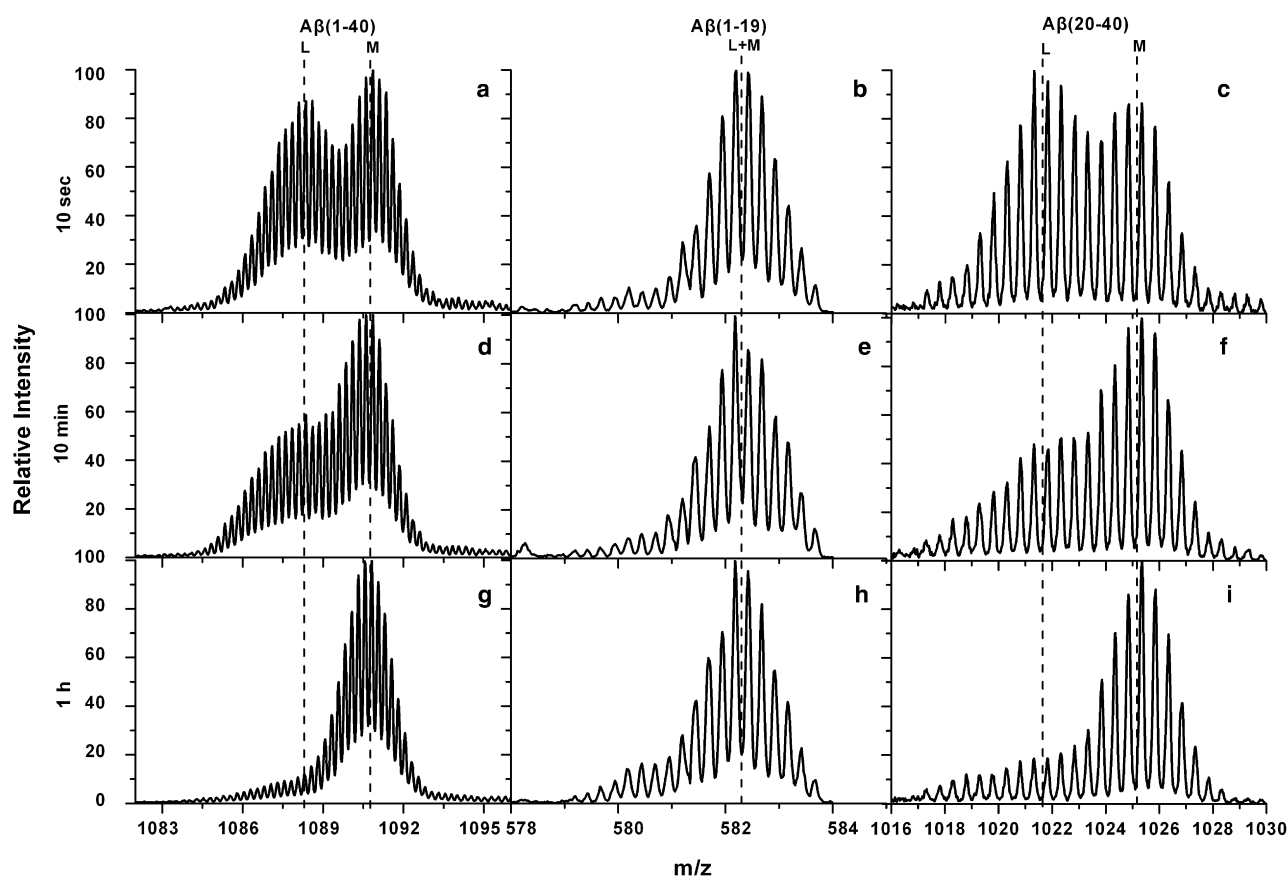 Aβ(1-40) Aβ(1-19) Aβ(20-40)
L M L+M L M
100 a b c
80
60
40
20
10 sec
100 d e f
80
60
40
20
10 min
100 g h i
80
60
40
20
0
1 h
Relative Intensity
1083 1086 1089 1092 1095 578 580 582 584 1016 1018 1020 1022 1024 1026 1028 1030
m/z